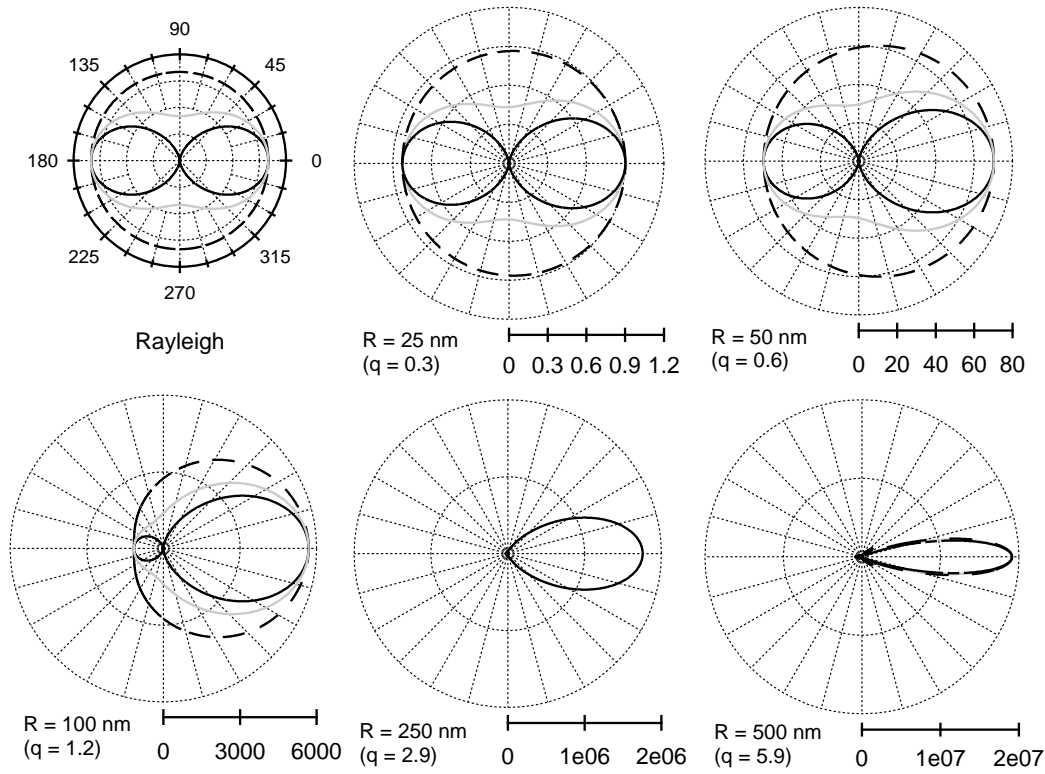 90
135 45
180 0
225 315
270
Rayleigh
R = 25 nm
(q = 0.3)
0 0.3 0.6 0.9 1.2
R = 50 nm
(q = 0.6)
0 20 40 60 80
R = 100 nm
(q = 1.2)
0 3000 6000
R = 250 nm
(q = 2.9)
0 1e06 2e06
R = 500 nm
(q = 5.9)
0 1e07 2e07